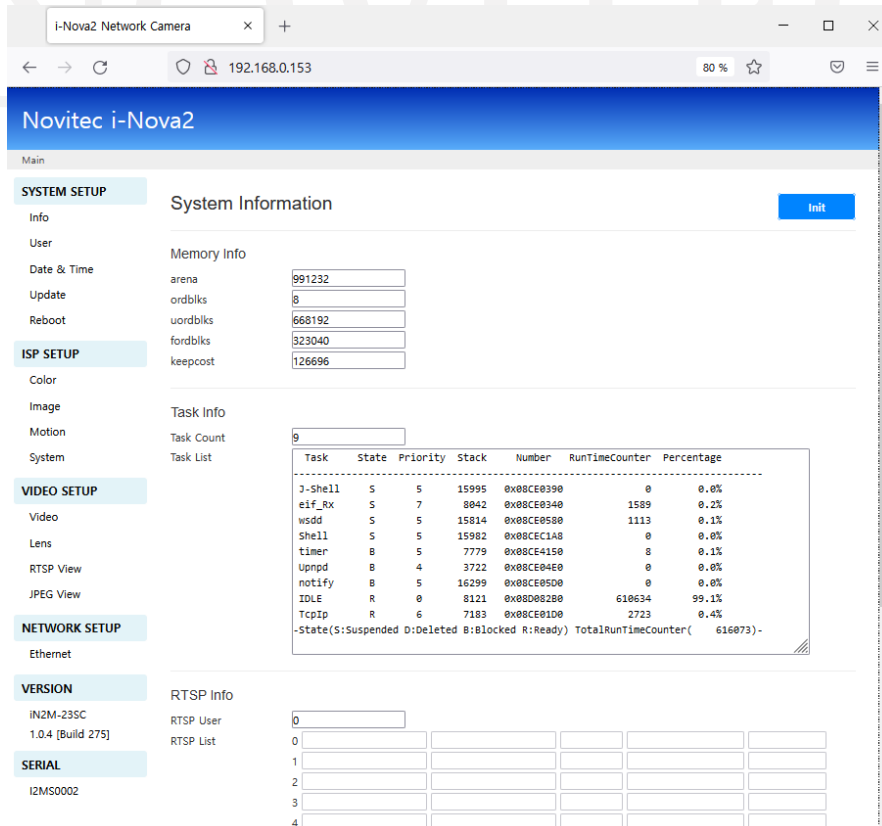 i-Nova2 Network Camera
192.168.0.153
80 %
Novitec i-Nova2
Main
SYSTEM SETUP
Info
User
Date & Time
Update
Reboot
ISP SETUP
Color
Image
Motion
System
VIDEO SETUP
Video
Lens
RTSP View
JPEG View
NETWORK SETUP
Ethernet
VERSION
iN2M-23SC
1.0.4 [Build 275]
SERIAL
I2MS0002
System Information
Init
Memory Info
arena 991232
ordblks 8
uordblks 668192
fordblks 323040
keepcost 126696
Task Info
Task Count 9
Task List
Task State Priority Stack Number RunTimeCounter Percentage
------------------------------------------------------------------------------
J-Shell S 5 15995 0x08CE0390 0 0.0%
eif_Rx S 7 8042 0x08CE0340 1589 0.2%
wsdd S 5 15814 0x08CE0580 1113 0.1%
Shell S 5 15982 0x08CEC1A8 0 0.0%
timer B 5 7779 0x08CE4150 8 0.1%
Upnpd B 4 3722 0x08CE04E0 0 0.0%
notify B 5 16299 0x08CE05D0 0 0.0%
IDLE R 0 8121 0x08D082B0 610634 99.1%
TcpIp R 6 7183 0x08CE01D0 2723 0.4%
-State(S:Suspended D:Deleted B:Blocked R:Ready) TotalRunTimeCounter( 616073)-
RTSP Info
RTSP User 0
RTSP List 0
1
2
3
4